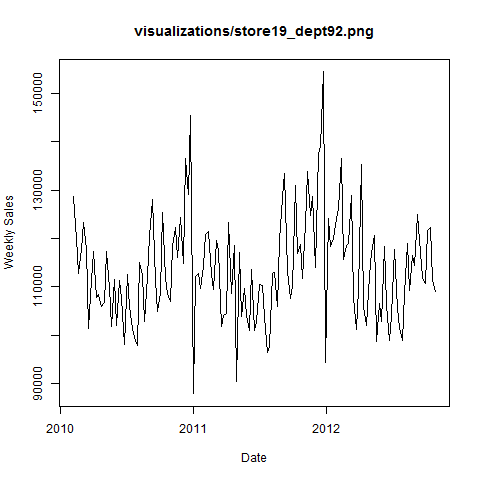 visualizations/store19_dept92.png
Weekly Sales
150000
130000
110000
90000
2010
2011
2012
Date